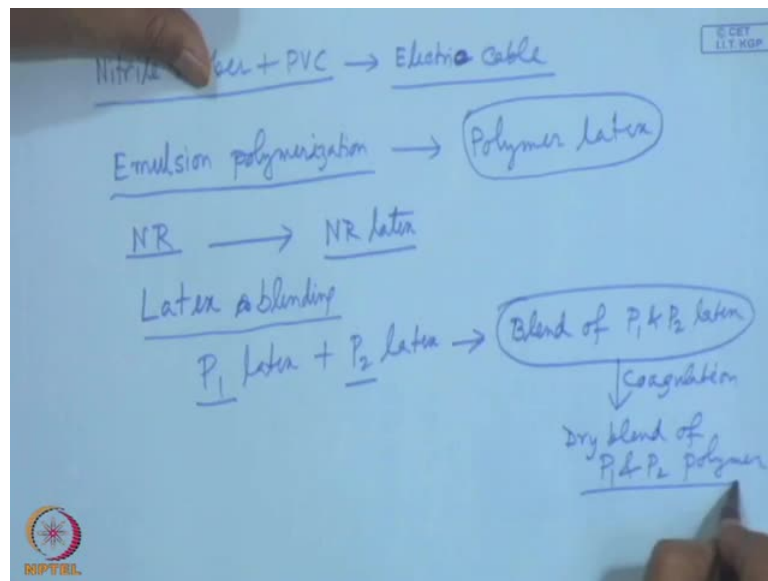 © CET
I.I.T. KGP
Nitrile + PVC → Electric Cable
Emulsion polymerization → Polymer latex
NR → NR latex
Latex blending
P1 latex + P2 latex → Blend of P1 & P2 latex
Coagulation
Dry blend of
P1 & P2 polymer
NPTEL